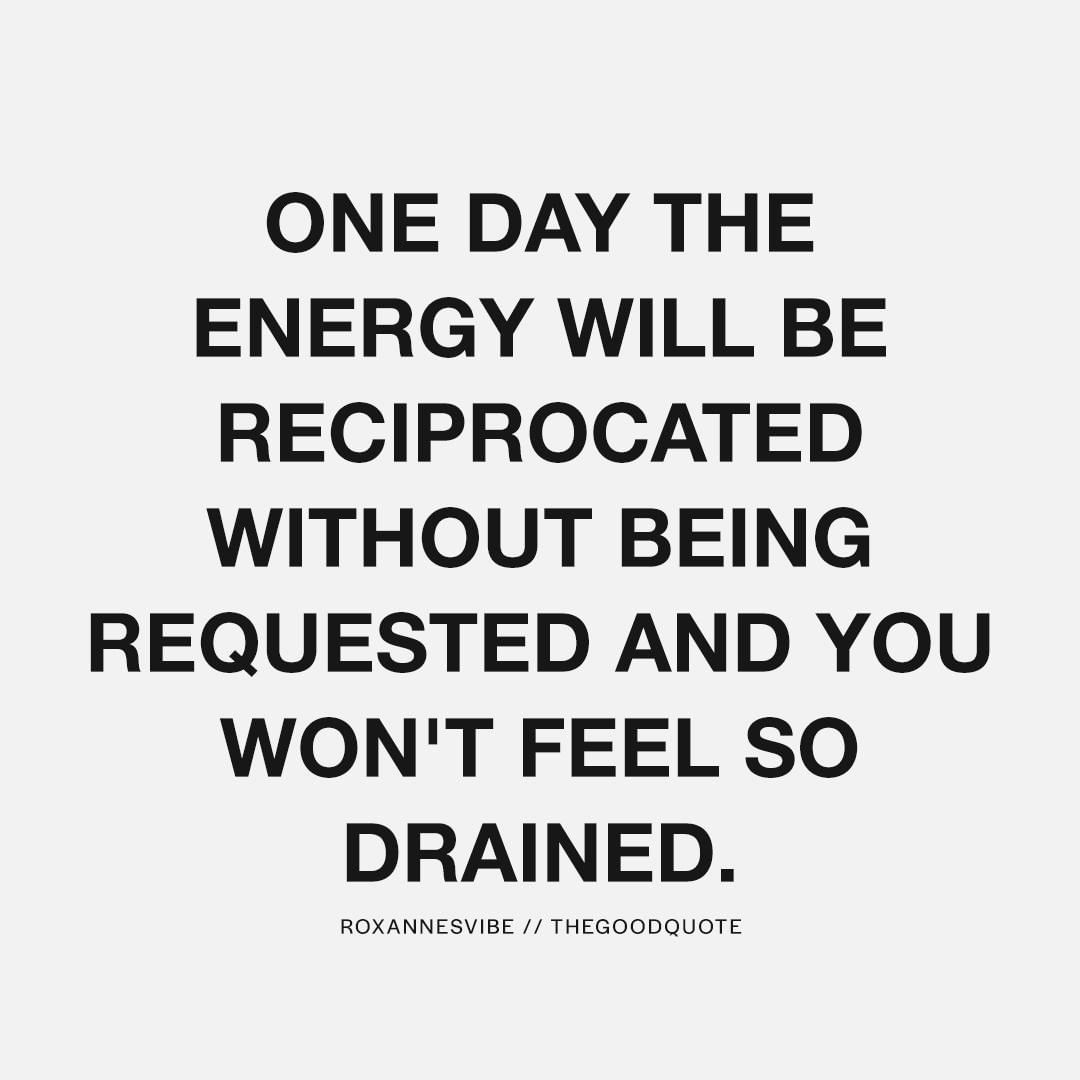 ONE DAY THE
ENERGY WILL BE
RECIPROCATED
WITHOUT BEING
REQUESTED AND YOU
WON'T FEEL SO
DRAINED.
ROXANNESVIBE // THEGOODQUOTE